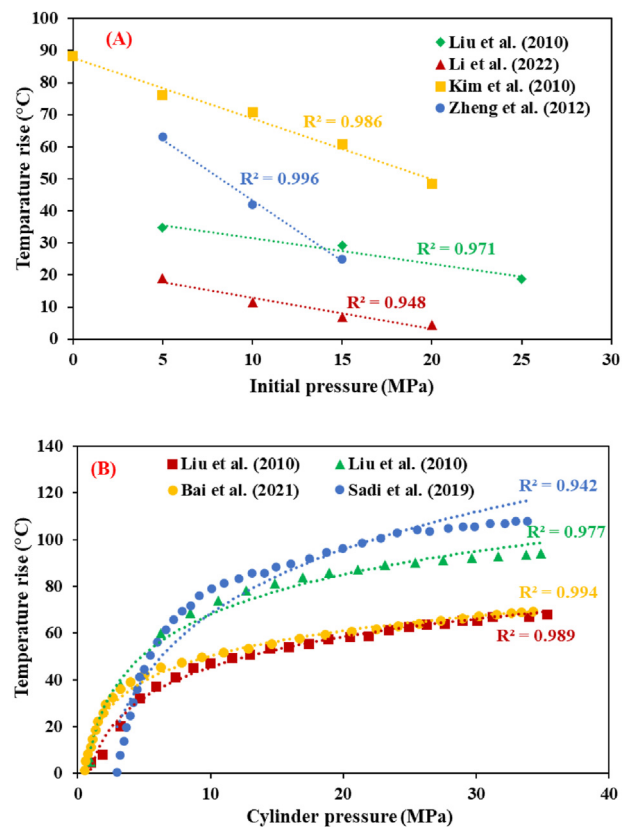 (A)
Liu et al. (2010)
Li et al. (2022)
Kim et al. (2010)
Zheng et al. (2012)
R² = 0.986
R² = 0.996
R² = 0.971
R² = 0.948
Temparature rise (°C)
100
90
80
70
60
50
40
30
20
10
0
0 5 10 15 20 25 30
Initial pressure (MPa)
(B)
Liu et al. (2010) Liu et al. (2010)
Bai et al. (2021) Sadi et al. (2019)
R² = 0.942
R² = 0.977
R² = 0.994
R² = 0.989
Temperature rise (°C)
140
120
100
80
60
40
20
0
0 10 20 30 40
Cylinder pressure (MPa)